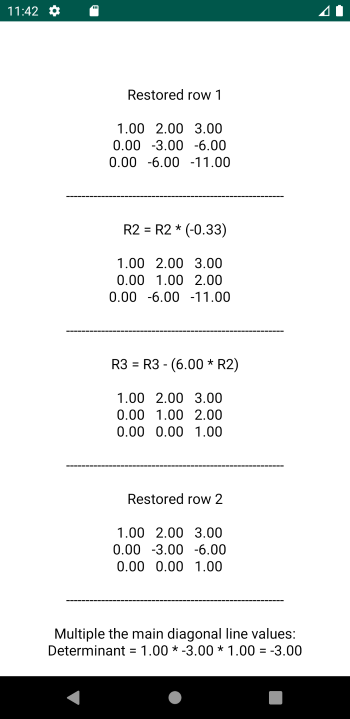 11:42
Restored row 1
1.00 2.00 3.00
0.00 -3.00 -6.00
0.00 -6.00 -11.00
------------------------------------------------------
R2 = R2 * (-0.33)
1.00 2.00 3.00
0.00 1.00 2.00
0.00 -6.00 -11.00
------------------------------------------------------
R3 = R3 - (6.00 * R2)
1.00 2.00 3.00
0.00 1.00 2.00
0.00 0.00 1.00
------------------------------------------------------
Restored row 2
1.00 2.00 3.00
0.00 -3.00 -6.00
0.00 0.00 1.00
------------------------------------------------------
Multiple the main diagonal line values:
Determinant = 1.00 * -3.00 * 1.00 = -3.00